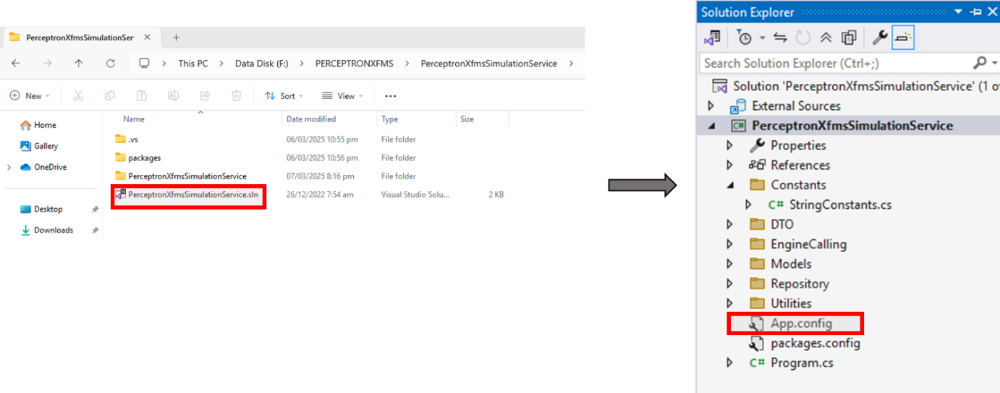 PerceptronXfmsSimulationSer
This PC > Data Disk (F:) > PERCEPTRONXFMS > PerceptronXfmsSimulationService >
New Sort View ...
Home
Gallery
OneDrive
Desktop
Downloads
Name Date modified Type Size
.vs 06/03/2025 10:55 pm File folder
packages 06/03/2025 10:56 pm File folder
PerceptronXfmsSimulationService 07/03/2025 8:16 pm File folder
PerceptronXfmsSimulationService.sln 26/12/2022 7:54 am Visual Studio Solu... 2 KB
Solution Explorer
Search Solution Explorer (Ctrl+;)
Solution 'PerceptronXfmsSimulationService' (1 of
External Sources
C# PerceptronXfmsSimulationService
Properties
References
Constants
C# StringConstants.cs
DTO
EngineCalling
Models
Repository
Utilities
App.config
packages.config
C# Program.cs